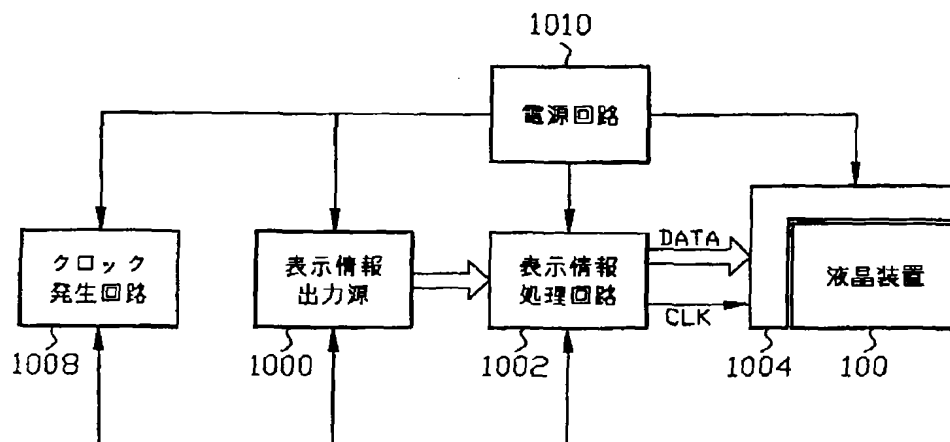 1010
電源回路
クロック
発生回路
表示情報
出力源
表示情報
処理回路
DATA
CLK
液晶装置
1008
1000
1002
1004
100